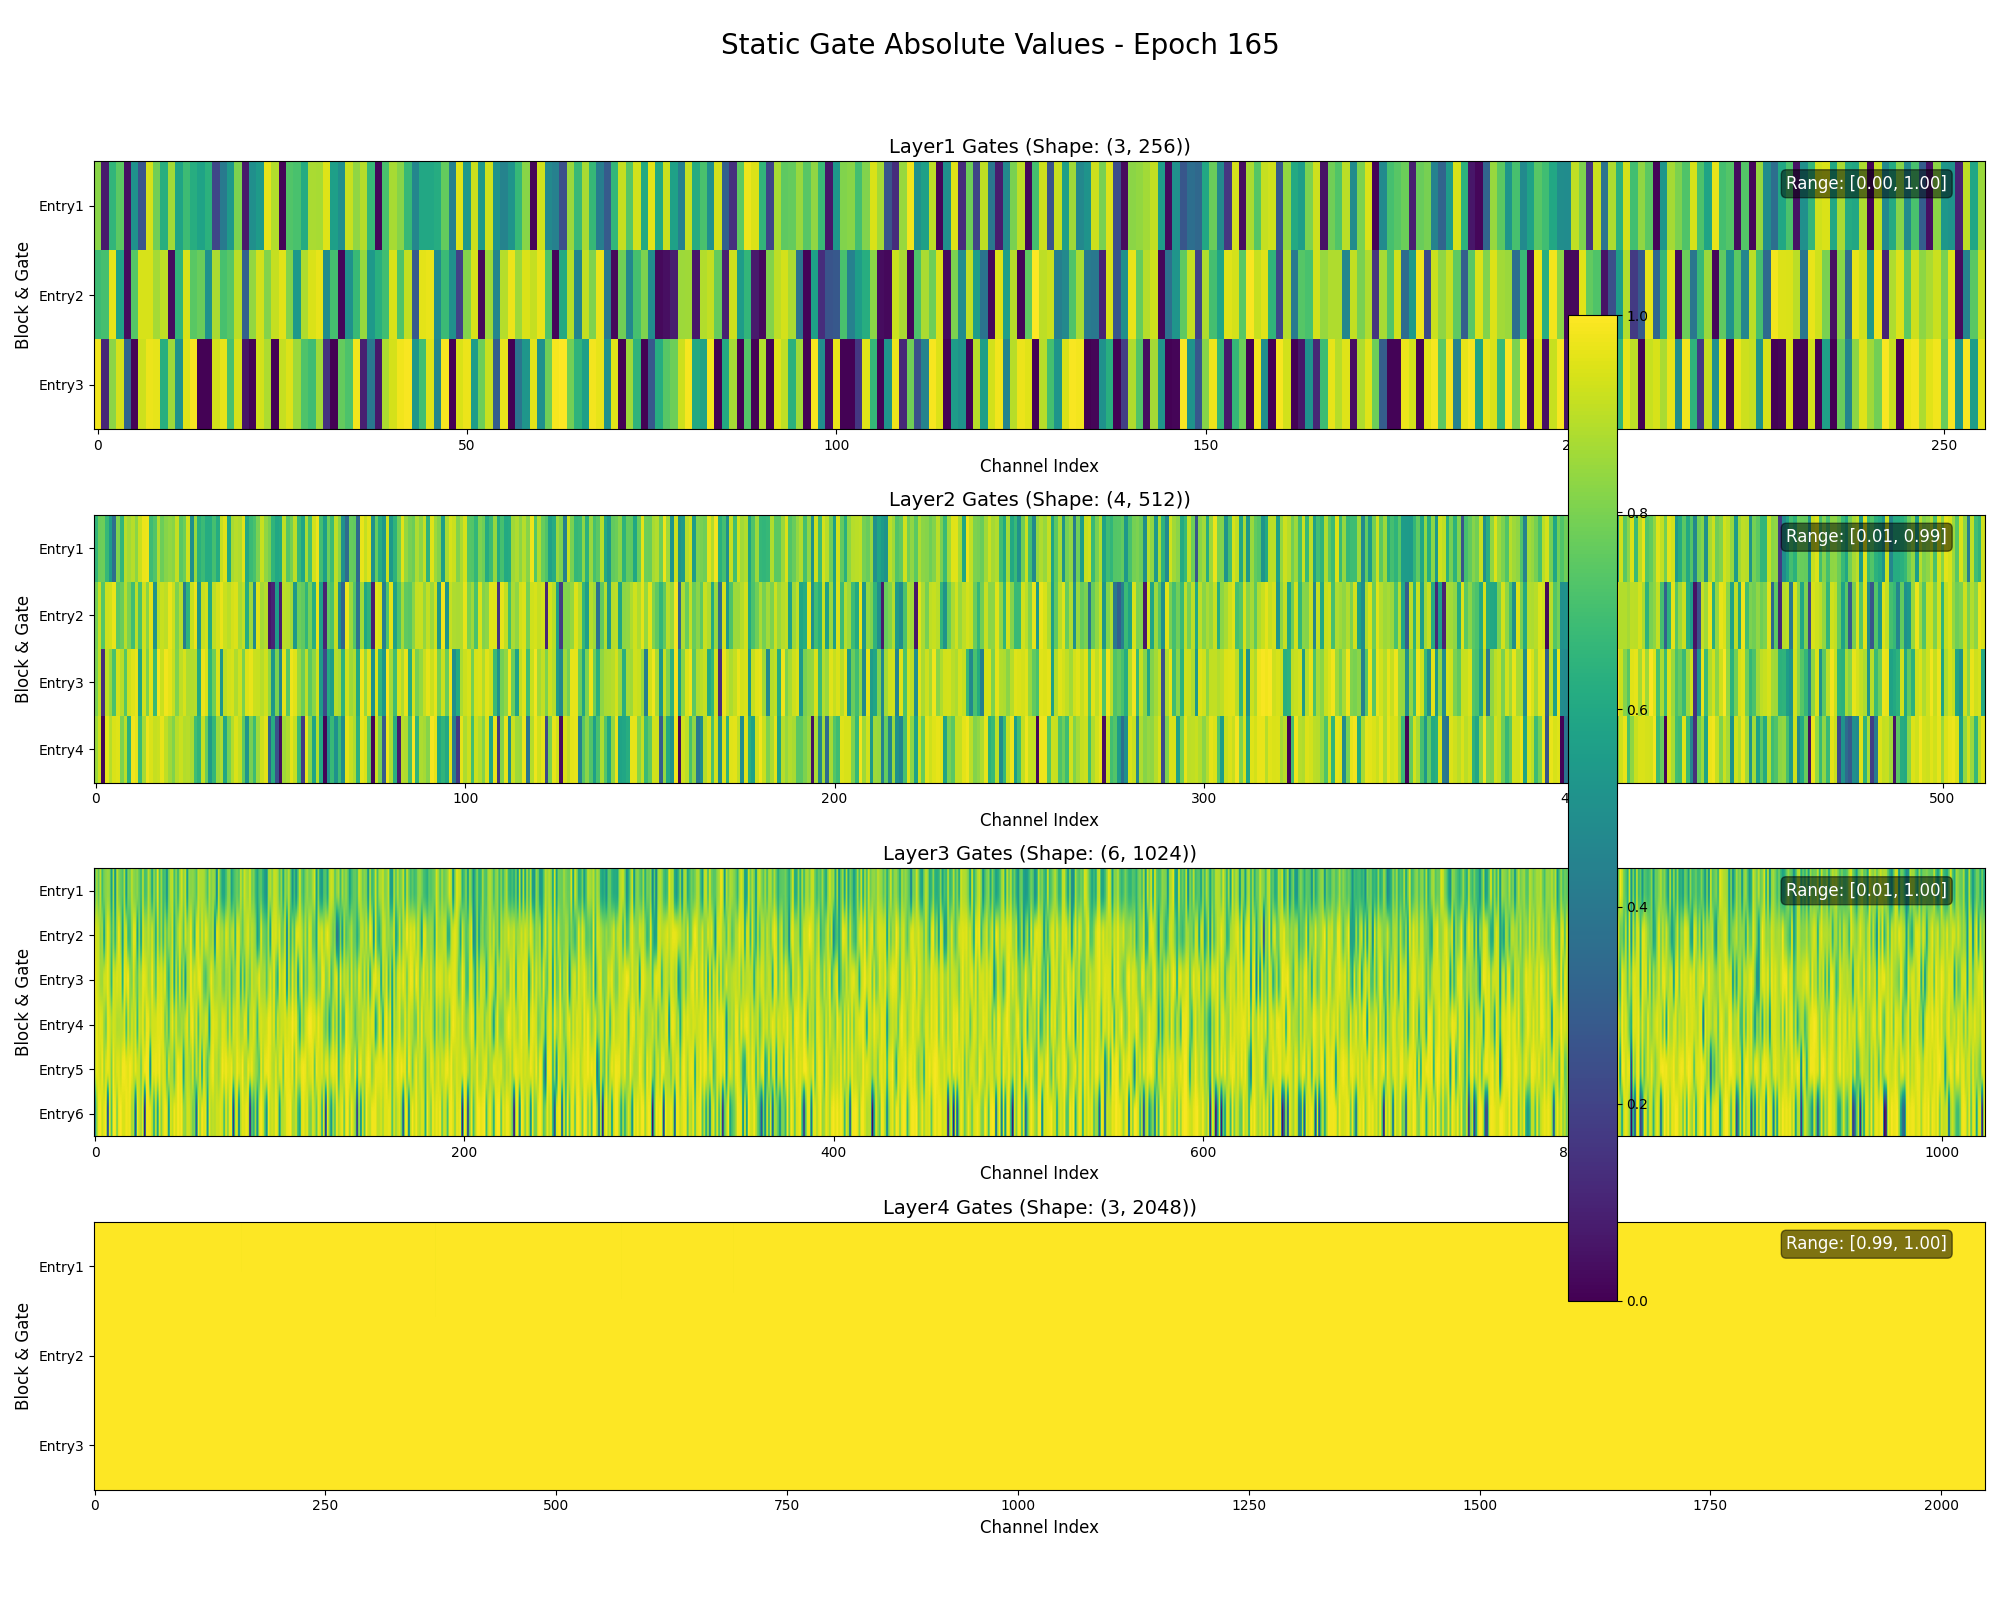 Static Gate Absolute Values - Epoch 165
Layer1 Gates (Shape: (3, 256))
Range: [0.00, 1.00]
Block & Gate
Entry1
Entry2
Entry3
0 50 100 150 2 250
Channel Index
Layer2 Gates (Shape: (4, 512))
Range: [0.01, 0.99]
Block & Gate
Entry1
Entry2
Entry3
Entry4
0 100 200 300 4 500
Channel Index
Layer3 Gates (Shape: (6, 1024))
Range: [0.01, 1.00]
Block & Gate
Entry1
Entry2
Entry3
Entry4
Entry5
Entry6
0 200 400 600 8 1000
Channel Index
Layer4 Gates (Shape: (3, 2048))
Range: [0.99, 1.00]
Block & Gate
Entry1
Entry2
Entry3
0 250 500 750 1000 1250 1500 1750 2000
Channel Index
1.0
0.8
0.6
0.4
0.2
0.0